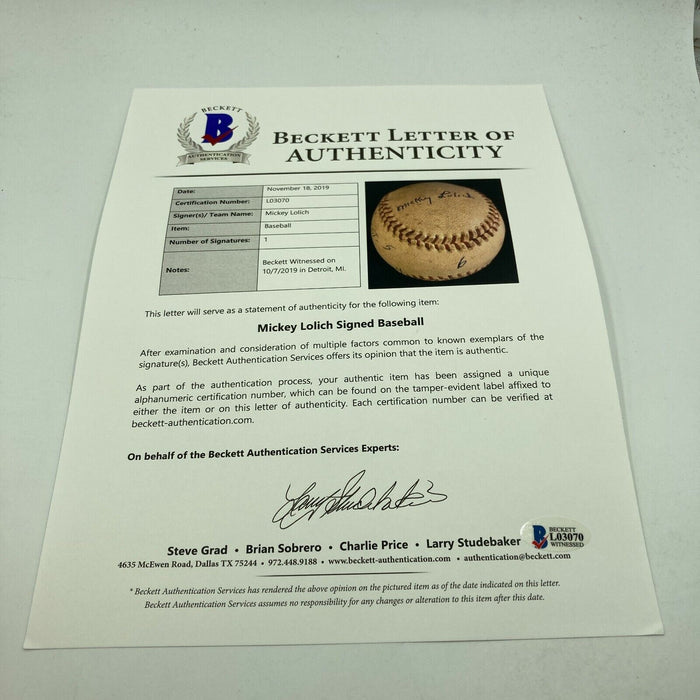 BECKETT
B
AUTHENTICATION
SERVICES
BECKETT LETTER OF
AUTHENTICITY
Date: November 18, 2019
Certification Number: L03070
Signer(s)/ Team Name: Mickey Lolich
Item: Baseball
Number of Signatures: 1
Notes: Beckett Witnessed on
10/7/2019 in Detroit, MI.
Mickey Lolich
6
This letter will serve as a statement of authenticity for the following item:
Mickey Lolich Signed Baseball
After examination and consideration of multiple factors common to known exemplars of the
signature(s), Beckett Authentication Services offers its opinion that the item is authentic.
As part of the authentication process, your authentic item has been assigned a unique
alphanumeric certification number, which can be found on the tamper-evident label affixed to
either the item or on this letter of authenticity. Each certification number can be verified at
beckett-authentication.com.
On behalf of the Beckett Authentication Services Experts:
Larry Studebaker
Steve Grad • Brian Sobrero • Charlie Price • Larry Studebaker
B BECKETT
L03070
WITNESSED
4635 McEwen Road, Dallas TX 75244 • 972.448.9188 • www.beckett-authentication.com • authentication@beckett.com
* Beckett Authentication Services has rendered the above opinion on the pictured item as of the date indicated on this letter.
Beckett Authentication Services assumes no responsibility for any changes or alteration to this item after this date.